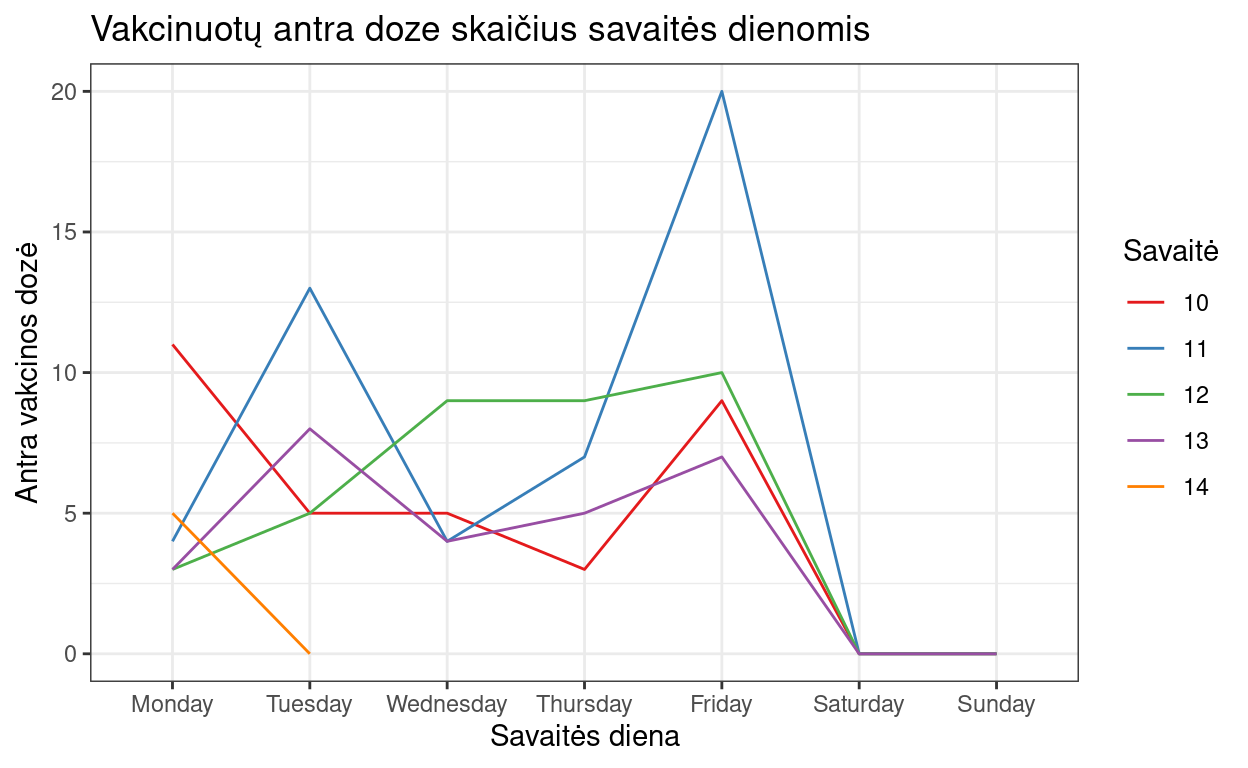 Vakcinuotų antra doze skaičius savaitės dienomis
Antra vakcinos dozė
20
15
10
5
0
Monday
Tuesday
Wednesday
Thursday
Friday
Saturday
Sunday
Savaitės diena
Savaitė
10
11
12
13
14